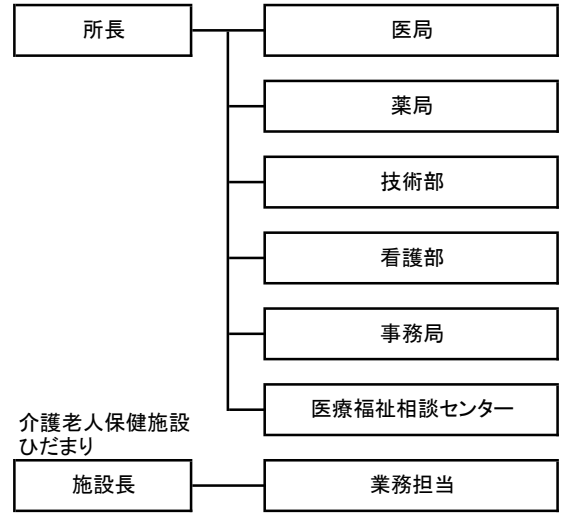 所長
医局
薬局
技術部
看護部
事務局
医療福祉相談センター
介護老人保健施設
ひだまり
施設長
業務担当